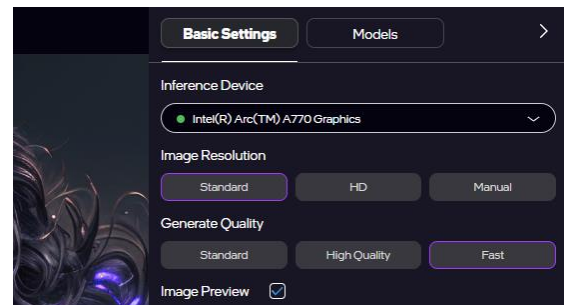 Basic Settings Models
Inference Device
Intel(R) Arc(TM) A770 Graphics
Image Resolution
Standard HD Manual
Generate Quality
Standard High Quality Fast
Image Preview